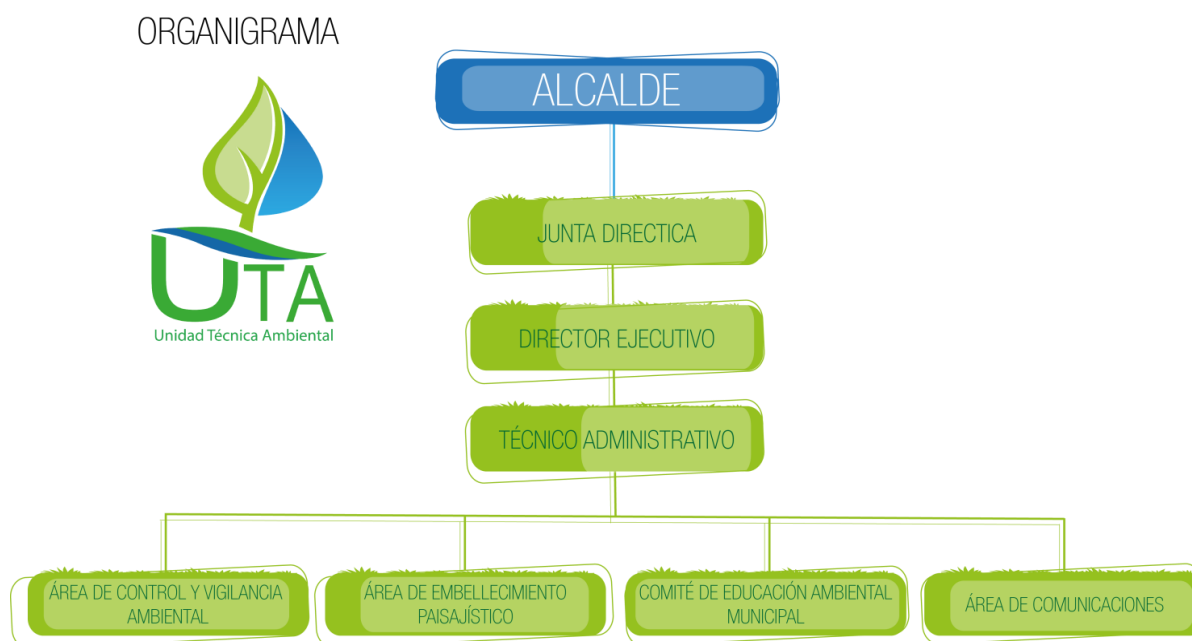 ORGANIGRAMA
ALCALDE
UTA
Unidad Técnica Ambiental
JUNTA DIRECTICA
DIRECTOR EJECUTIVO
TÉCNICO ADMINISTRATIVO
ÁREA DE CONTROL Y VIGILANCIA
AMBIENTAL
ÁREA DE EMBELLECIMIENTO
PAISAJÍSTICO
COMITÉ DE EDUCACIÓN AMBIENTAL
MUNICIPAL
ÁREA DE COMUNICACIONES